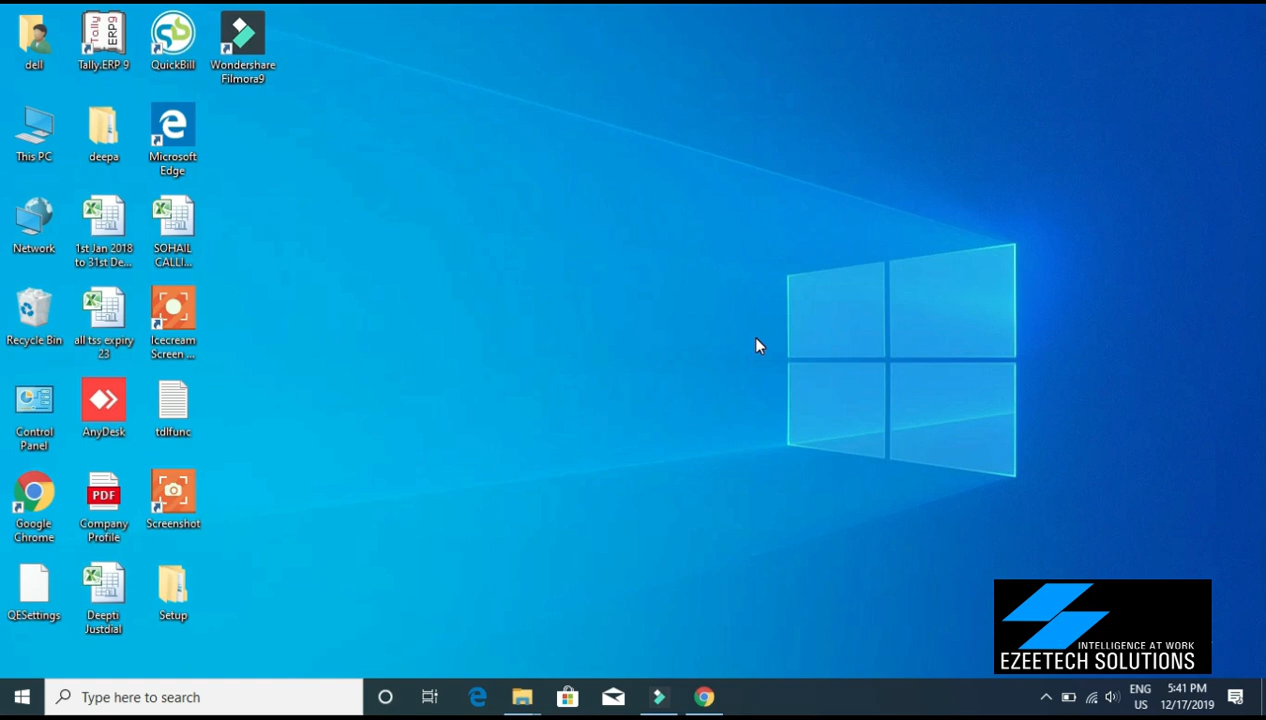 dell
Tally.ERP 9
QuickBill
Wondershare
Filmora9
This PC
deepa
Microsoft
Edge
Network
1st Jan 2018
to 31st De...
SOHAIL
CALLI...
Recycle Bin
all tss expiry
23
Icecream
Screen ...
Control
Panel
AnyDesk
tdlfunc
Google
Chrome
PDF
Company
Profile
Screenshot
QESettings
Deepti
Justdial
Setup
INTELLIGENCE AT WORK
EZEETECH SOLUTIONS
Type here to search
ENG
US
5:41 PM
12/17/2019